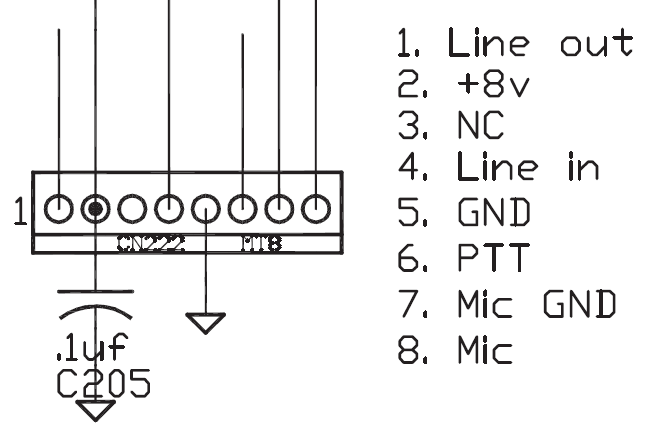 1. Line out
2. +8v
3. NC
4. Line in
5. GND
6. PTT
7. Mic GND
8. Mic
1
CN222 MT8
.1uf
C205